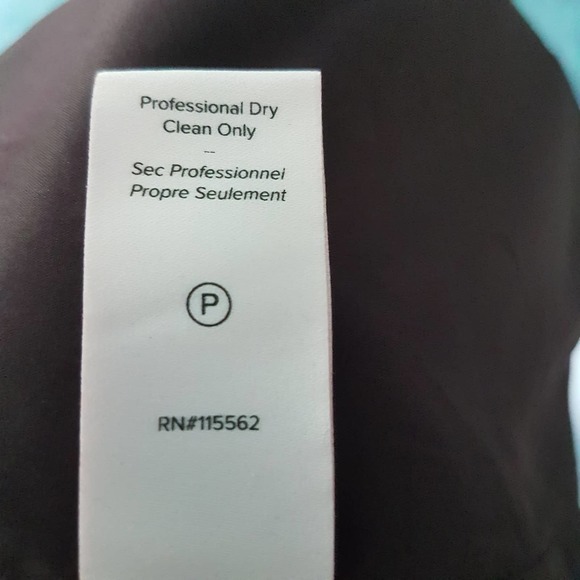 Professional Dry
Clean Only
--
Sec Professionnel
Propre Seulement
P
RN#115562